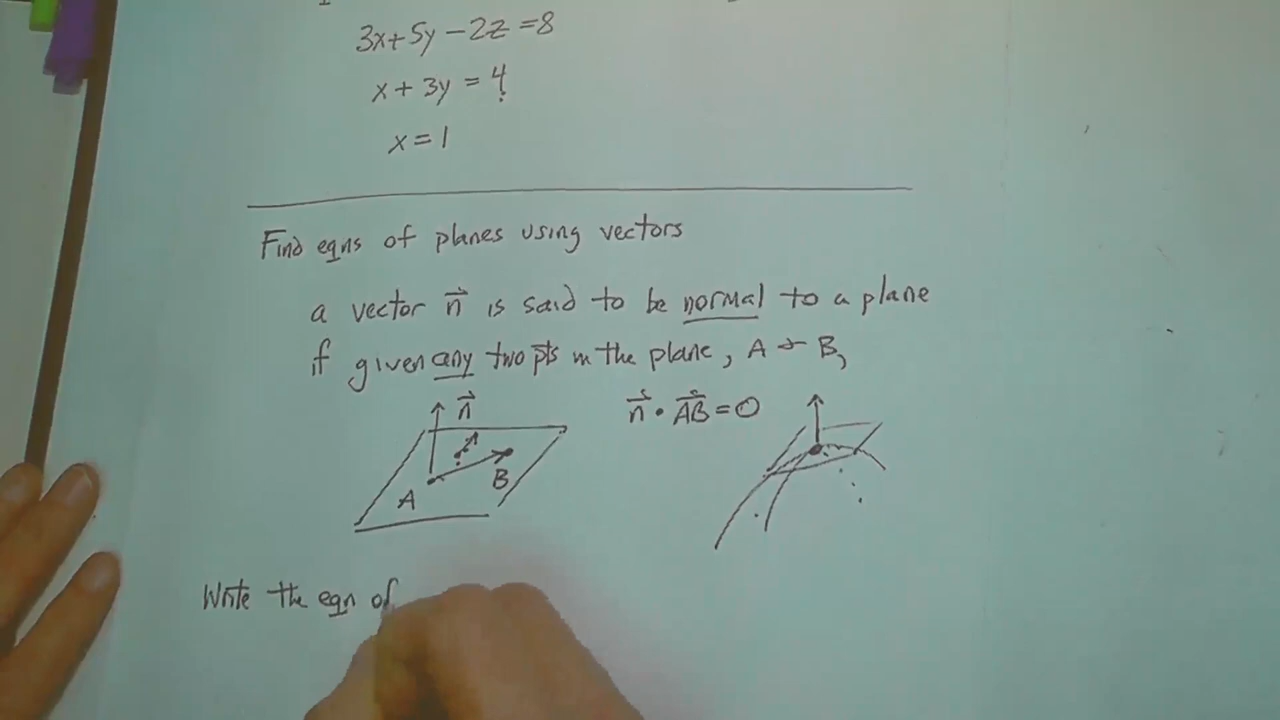 3x+5y-2z=8
x+3y=4
x=1
Find eqns of planes using vectors
a vector n⃗ is said to be normal to a plane
if given any two pts in the plane, A + B,
n⃗
n⃗ • A⃗B⃗ = 0
A
B
Write the eqn of